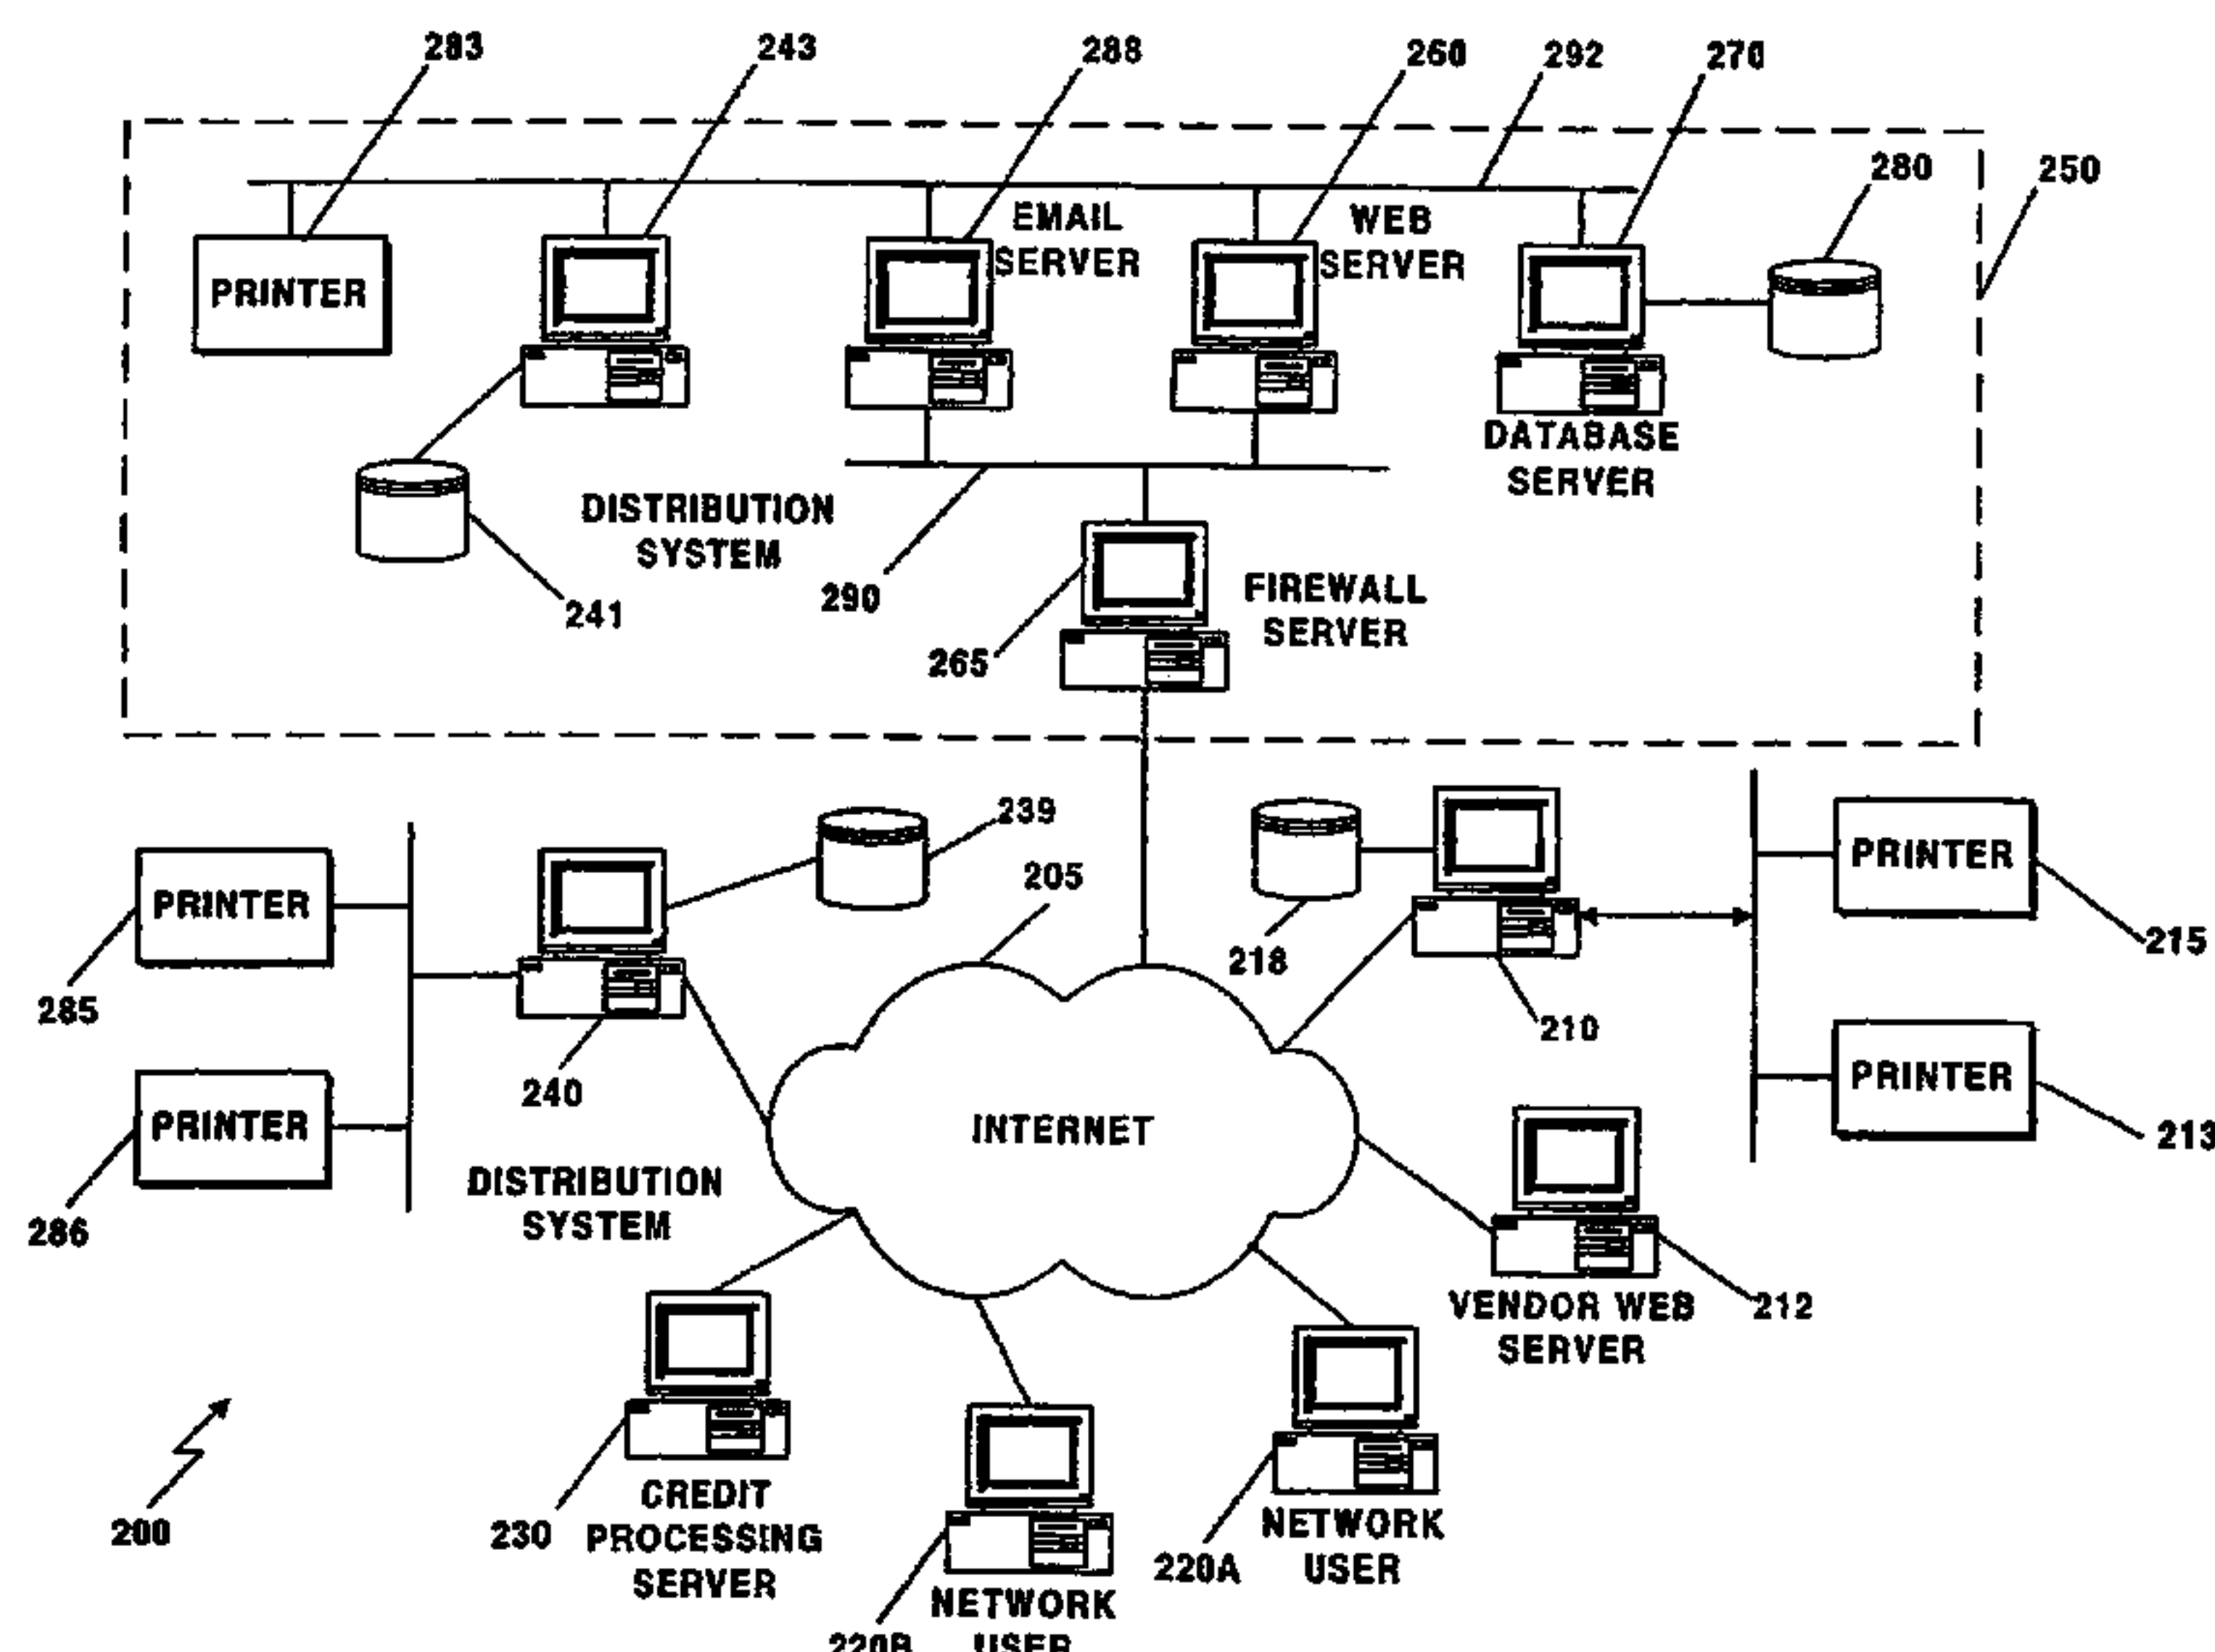 283
243
288
260
292
270
280
250
EMAIL
SERVER
WEB
SERVER
PRINTER
DATABASE
SERVER
DISTRIBUTION
SYSTEM
241
290
FIREWALL
SERVER
265
239
205
PRINTER
285
218
210
PRINTER
215
240
PRINTER
286
DISTRIBUTION
SYSTEM
INTERNET
PRINTER
213
VENDOR WEB
SERVER
212
200
230
CREDIT
PROCESSING
SERVER
220A
NETWORK
USER
220B
NETWORK
USER